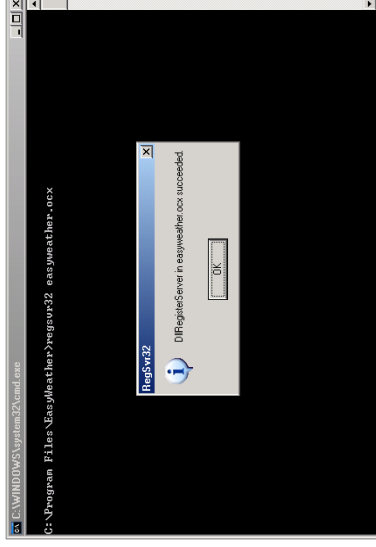 C:\WINDOWS\system32\cmd.exe
C:\Program Files\EasyWeather>regsvr32 easyweather.ocx
RegSvr32
DllRegisterServer in easyweather.ocx succeeded.
OK